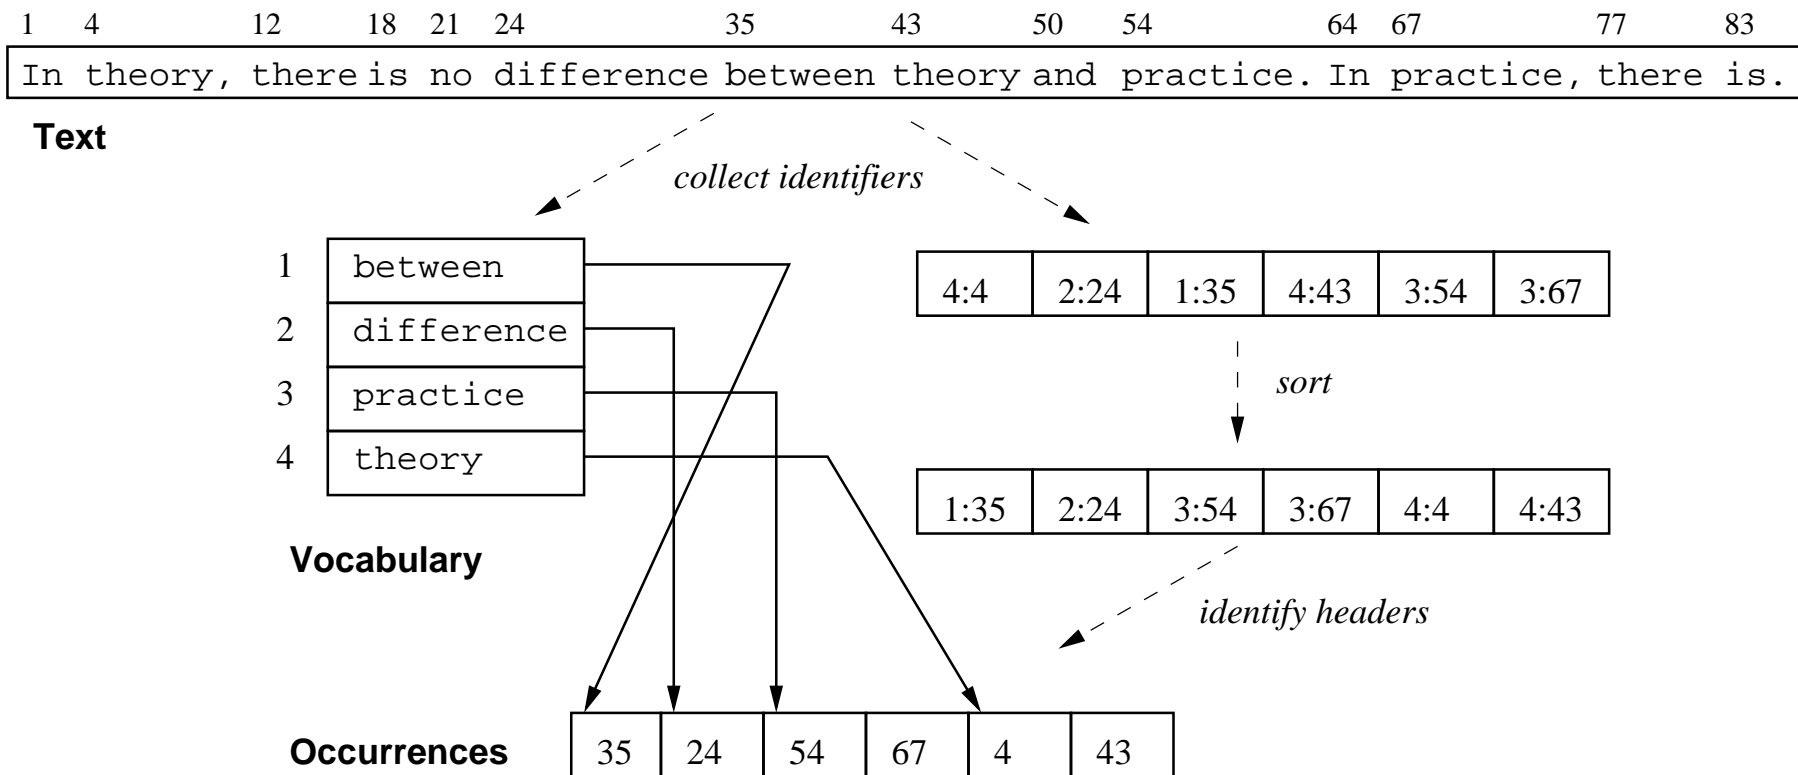 1 4 12 18 21 24 35 43 50 54 64 67 77 83
In theory, there is no difference between theory and practice. In practice, there is.
Text
collect identifiers
1 between
2 difference
3 practice
4 theory
Vocabulary
4:4 2:24 1:35 4:43 3:54 3:67
sort
1:35 2:24 3:54 3:67 4:4 4:43
identify headers
Occurrences 35 24 54 67 4 43